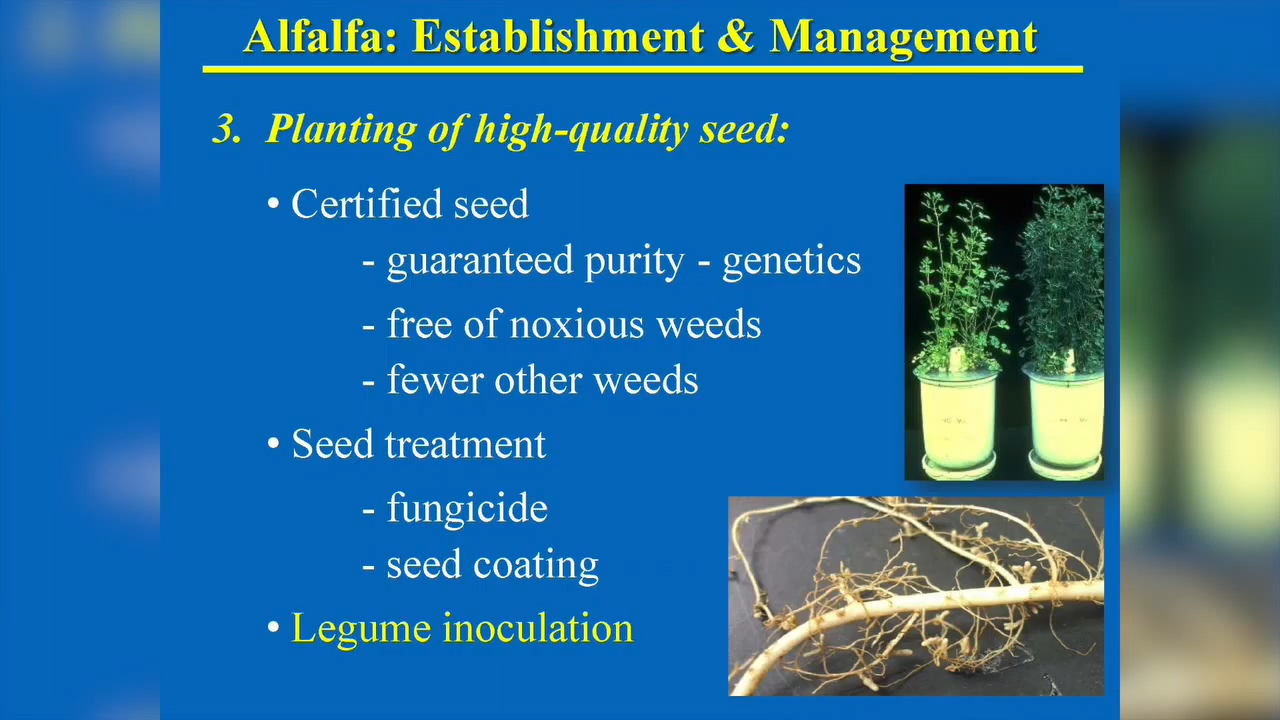 Alfalfa: Establishment & Management
3. Planting of high-quality seed:
• Certified seed
- guaranteed purity - genetics
- free of noxious weeds
- fewer other weeds
• Seed treatment
- fungicide
- seed coating
• Legume inoculation